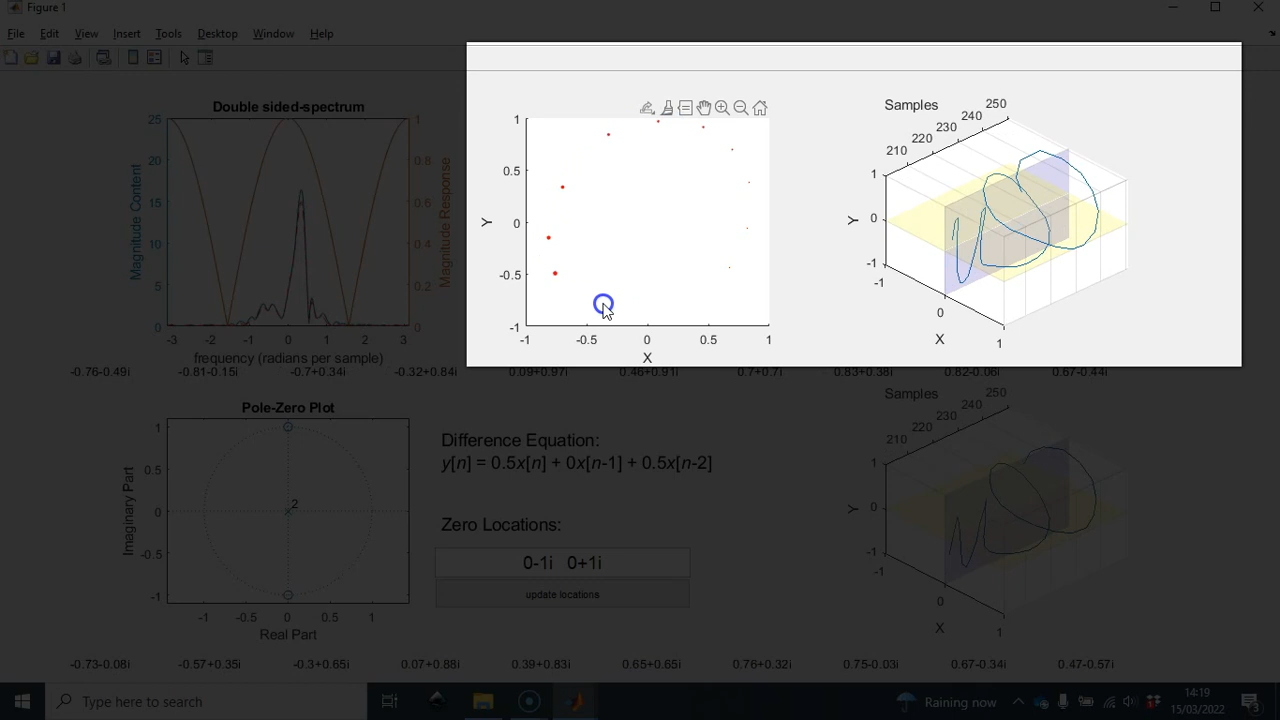 Figure 1
File Edit View Insert Tools Desktop Window Help
Double sided-spectrum
Magnitude Content
25
20
15
10
5
0
1
0.8
0.6
0.4
0.2
0
Magnitude Response
-3 -2 -1 0 1 2 3
frequency (radians per sample)
Y
1
0.5
0
-0.5
-1
-1 -0.5 0 0.5 1
X
Samples
210 220 230 240 250
Y
1
0
-1
-1
0
1
X
-0.76-0.49i -0.81-0.15i -0.7+0.34i -0.32+0.84i 0.09+0.97i 0.46+0.91i 0.7+0.7i 0.83+0.38i 0.82-0.06i 0.67-0.44i
Pole-Zero Plot
Imaginary Part
1
0.5
0
-0.5
-1
2
-1 -0.5 0 0.5 1
Real Part
Difference Equation:
y[n] = 0.5x[n] + 0x[n-1] + 0.5x[n-2]
Zero Locations:
0-1i 0+1i
update locations
Samples
210 220 230 240 250
Y
1
0
-1
-1
0
1
X
-0.73-0.08i -0.57+0.35i -0.3+0.65i 0.07+0.88i 0.39+0.83i 0.65+0.65i 0.76+0.32i 0.75-0.03i 0.67-0.34i 0.47-0.57i
Type here to search
Raining now
14:19
15/03/2022
3